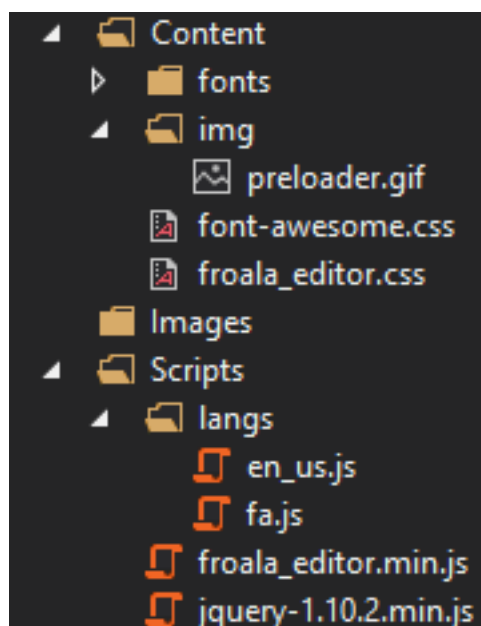 Content
fonts
img
preloader.gif
font-awesome.css
froala_editor.css
Images
Scripts
langs
en_us.js
fa.js
froala_editor.min.js
jquery-1.10.2.min.js